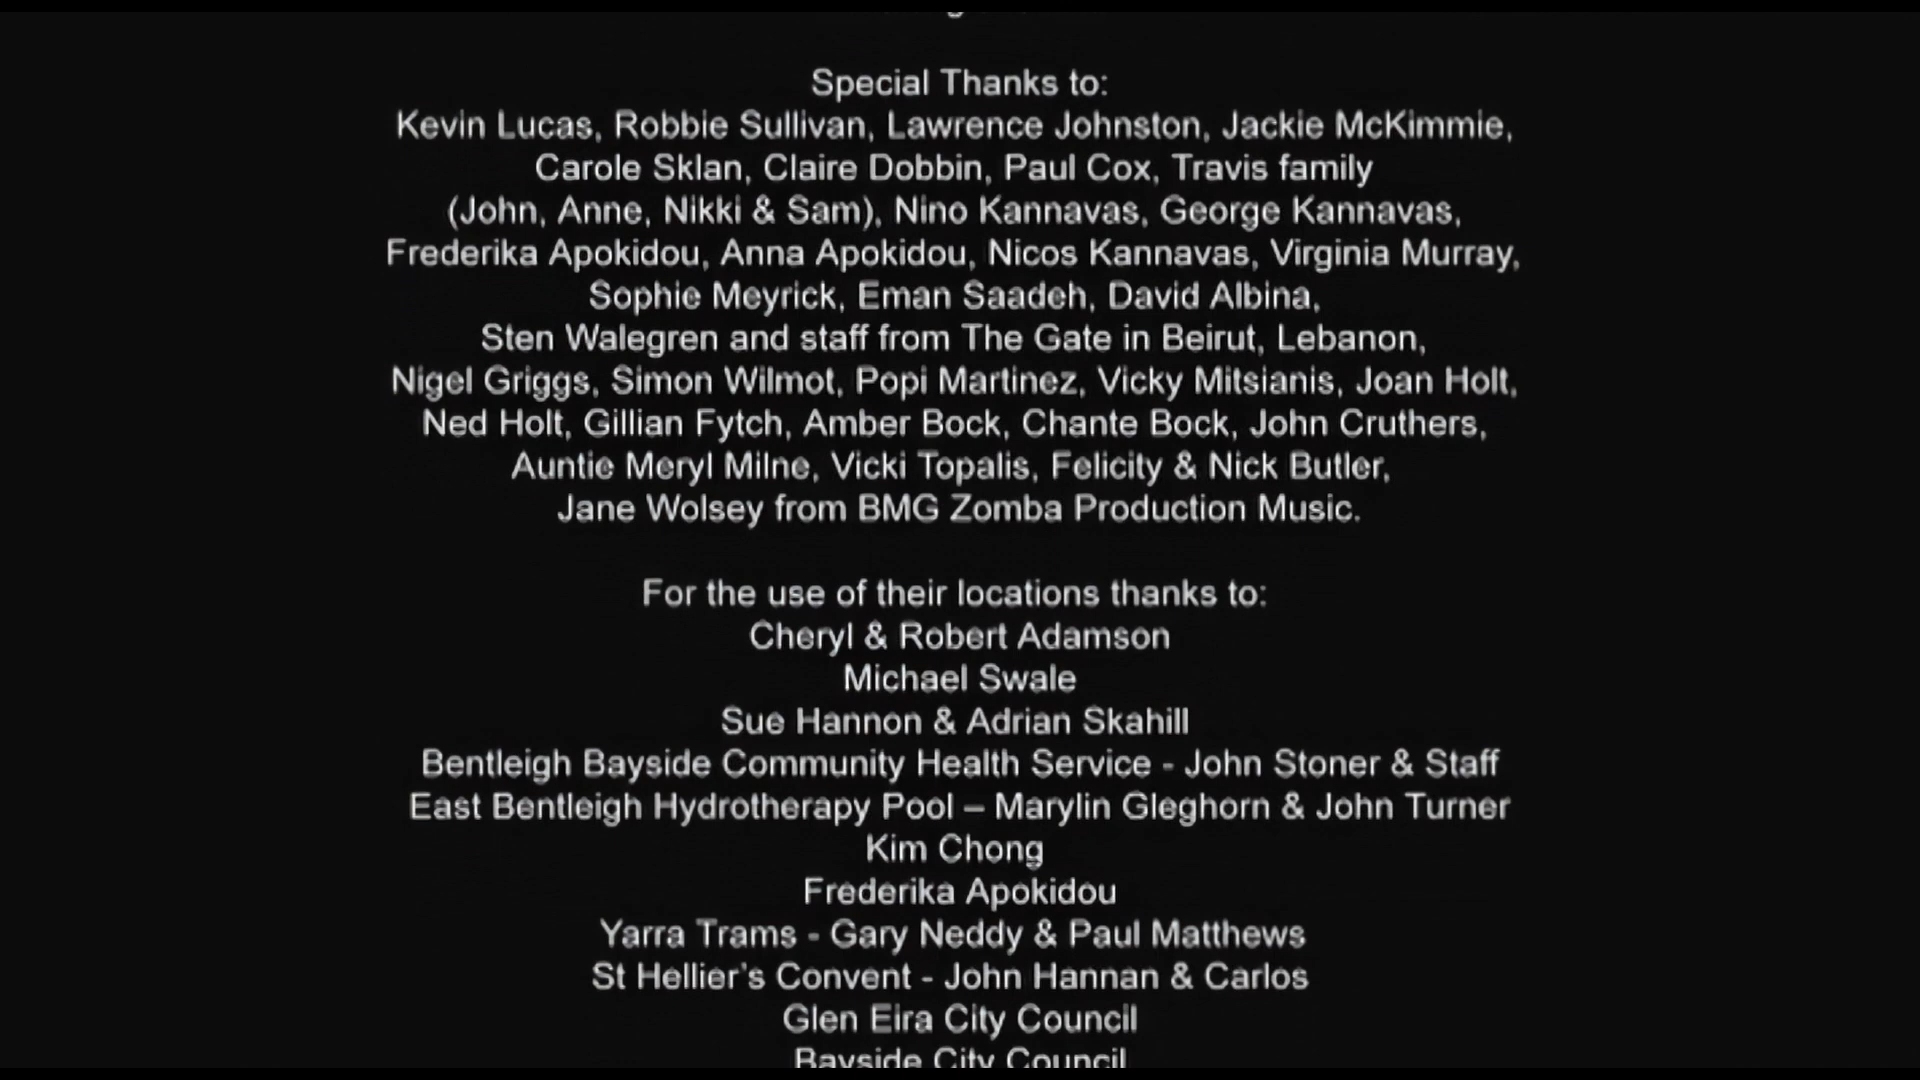 Special Thanks to:
Kevin Lucas, Robbie Sullivan, Lawrence Johnston, Jackie McKimmie,
Carole Sklan, Claire Dobbin, Paul Cox, Travis family
(John, Anne, Nikki & Sam), Nino Kannavas, George Kannavas,
Frederika Apokidou, Anna Apokidou, Nicos Kannavas, Virginia Murray,
Sophie Meyrick, Eman Saadeh, David Albina,
Sten Walegren and staff from The Gate in Beirut, Lebanon,
Nigel Griggs, Simon Wilmot, Popi Martinez, Vicky Mitsianis, Joan Holt,
Ned Holt, Gillian Fytch, Amber Bock, Chante Bock, John Cruthers,
Auntie Meryl Milne, Vicki Topalis, Felicity & Nick Butler,
Jane Wolsey from BMG Zomba Production Music.
For the use of their locations thanks to:
Cheryl & Robert Adamson
Michael Swale
Sue Hannon & Adrian Skahill
Bentleigh Bayside Community Health Service - John Stoner & Staff
East Bentleigh Hydrotherapy Pool – Marylin Gleghorn & John Turner
Kim Chong
Frederika Apokidou
Yarra Trams - Gary Neddy & Paul Matthews
St Hellier's Convent - John Hannan & Carlos
Glen Eira City Council
Bayside City Council